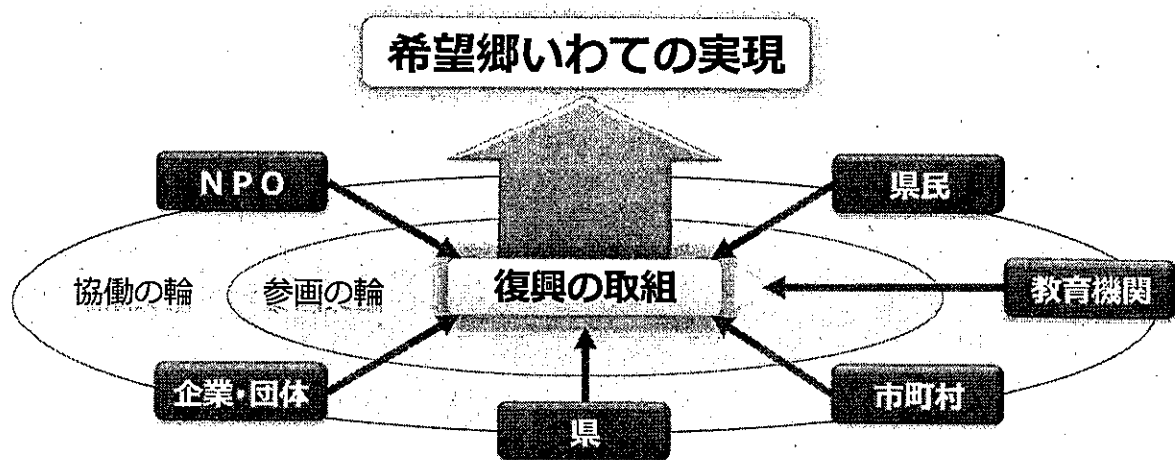 希望郷いわての実現
NPO
県民
協働の輪
参画の輪
復興の取組
教育機関
企業・団体
県
市町村